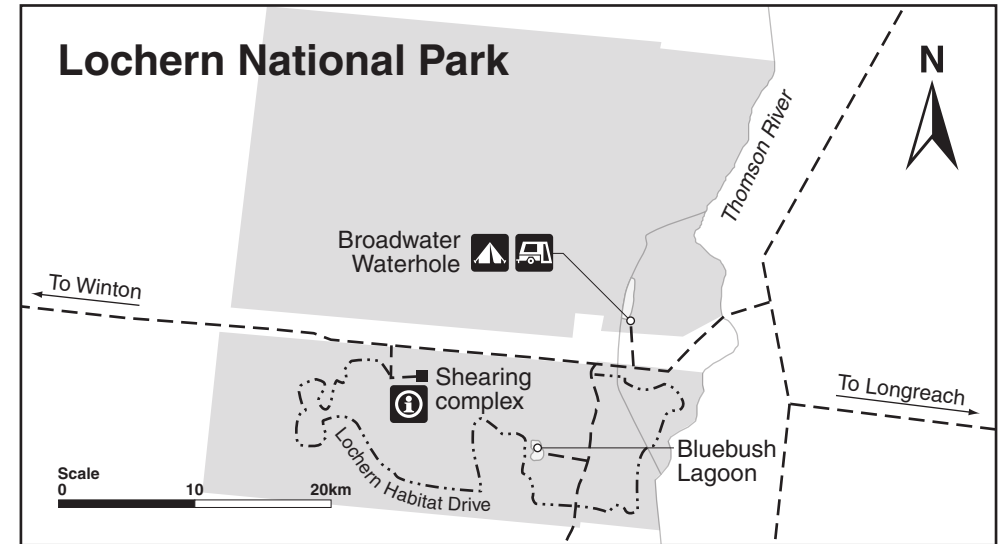 Lochern National Park
N
Thomson River
Broadwater
Waterhole
To Winton
Shearing
complex
To Longreach
Bluebush
Lagoon
Lochern Habitat Drive
Scale
0 10 20km